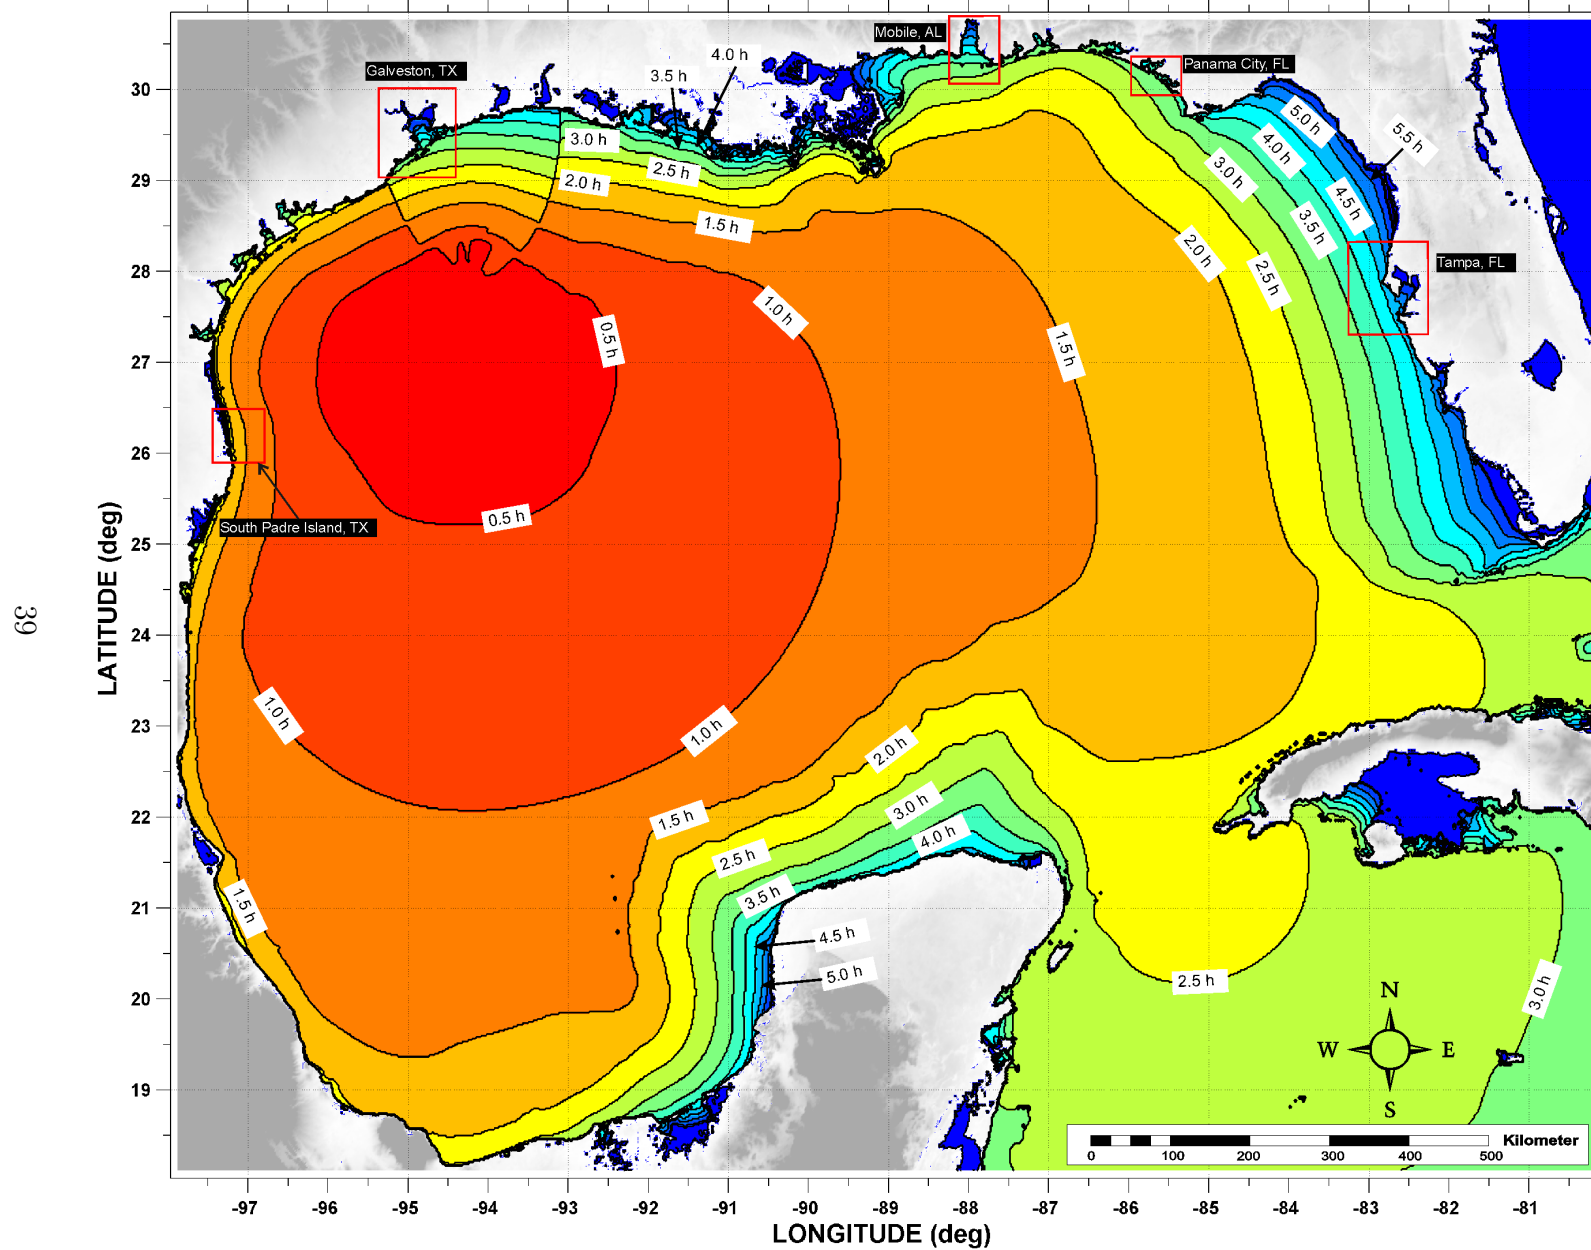 Mobile, AL
4.0 h
Galveston, TX
3.5 h
Panama City, FL
30
5.0 h
5.5 h
3.0 h
4.0 h
2.5 h
3.0 h
29
2.0 h
4.5 h
1.5 h
3.5 h
2.0 h
28
2.5 h
Tampa, FL
1.0 h
0.5 h
1.5 h
27
26
0.5 h
South Padre Island, TX
25
39
LATITUDE (deg)
24
23
1.0 h
1.0 h
2.0 h
22
3.0 h
1.5 h
4.0 h
2.5 h
3.5 h
21
1.5 h
4.5 h
5.0 h
20
2.5 h
3.0 h
N
W E
S
19
Kilometer
0 100 200 300 400 500
-97 -96 -95 -94 -93 -92 -91 -90 -89 -88 -87 -86 -85 -84 -83 -82 -81
LONGITUDE (deg)